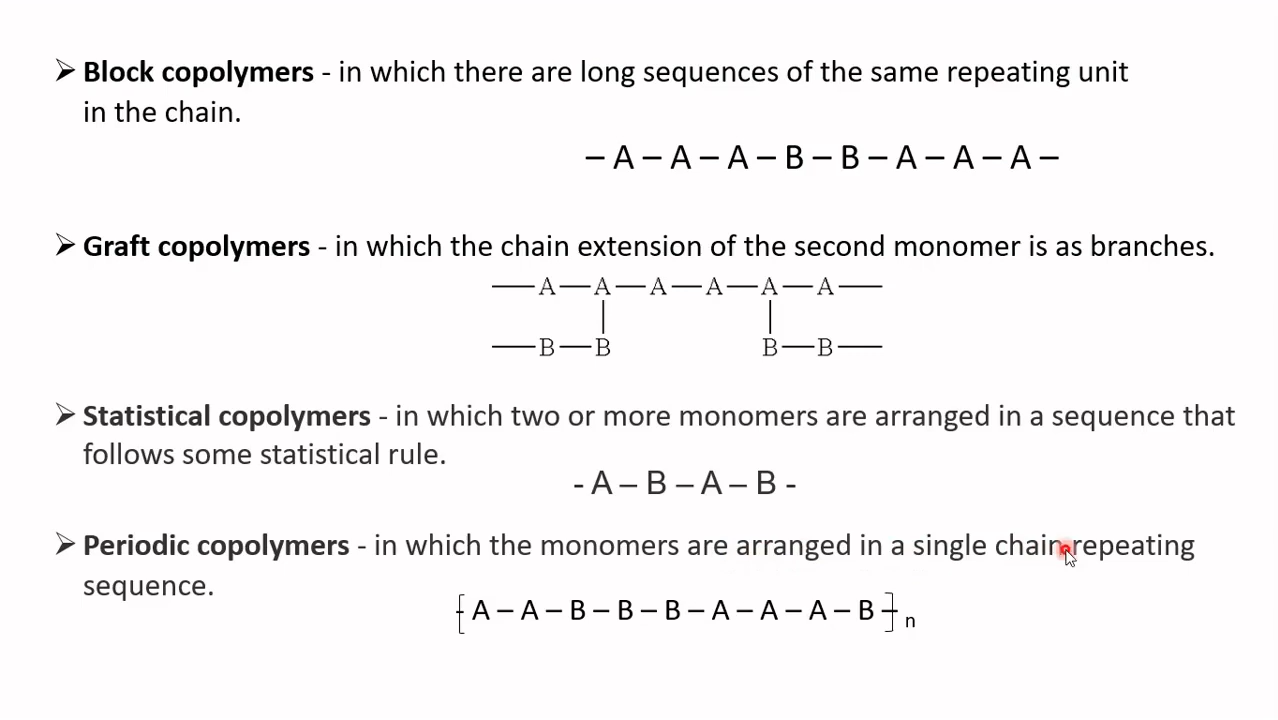 ➢ Block copolymers - in which there are long sequences of the same repeating unit
in the chain.
– A – A – A – B – B – A – A – A –
➢ Graft copolymers - in which the chain extension of the second monomer is as branches.
— A — A — A — A — A — A —
— B — B B — B —
➢ Statistical copolymers - in which two or more monomers are arranged in a sequence that
follows some statistical rule.
- A – B – A – B -
➢ Periodic copolymers - in which the monomers are arranged in a single chain repeating
sequence.
[ A – A – B – B – B – A – A – A – B ] n